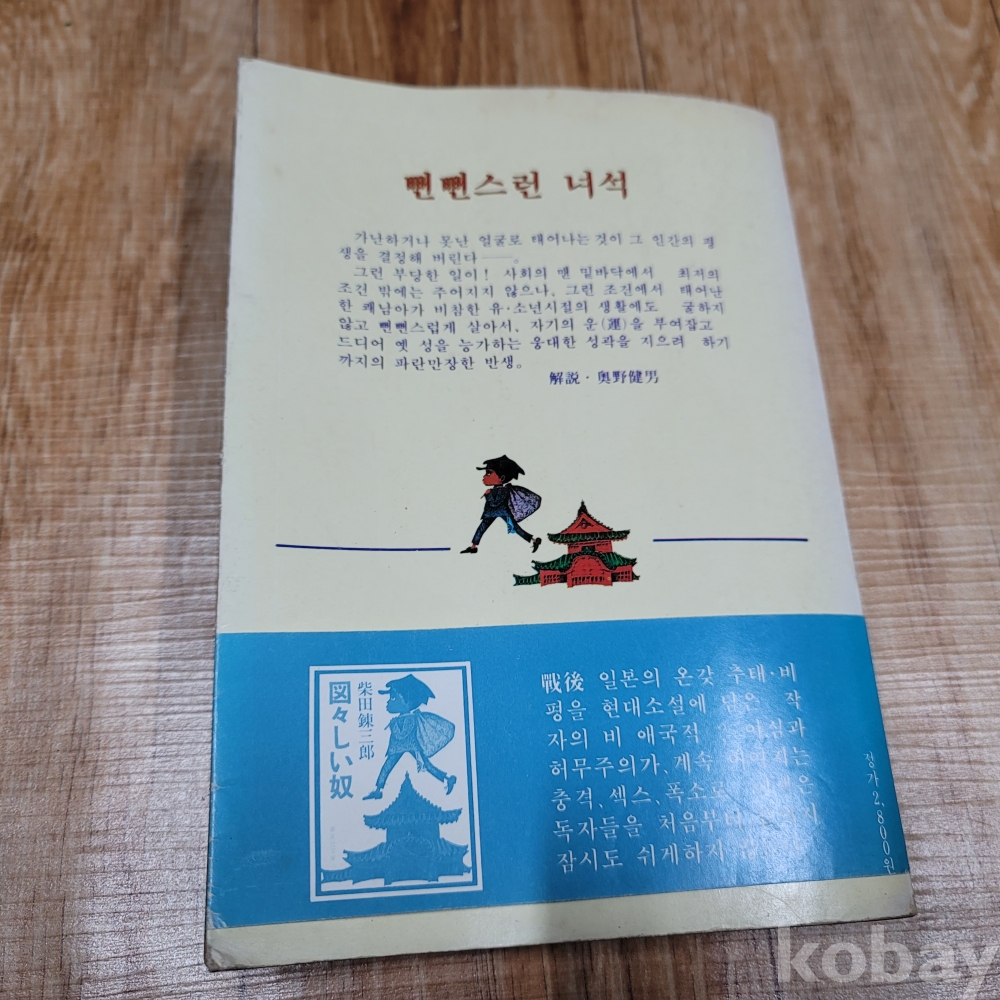 뻔뻔스런 녀석
가난하거나 못난 얼굴로 태어나는 것이 그 인간의 평
생을 결정해 버린다──。
그런 부당한 일이! 사회의 맨 밑바닥에서 최저의
조건 밖에는 주어지지 않으나, 그런 조건에서 태어난
한 쾌남아가 비참한 유·소년시절의 생활에도 굴하지
않고 뻔뻔스럽게 살아서, 자기의 운(運)을 부여잡고
드디어 옛 성을 능가하는 웅대한 성곽을 지으려 하기
까지의 파란만장한 반생。
解説·奥野健男
柴田錬三郎
図々しい奴
戰後 일본의 온갖 추태·비
평을 현대소설에 담은 작
자의 비 애국적
허무주의가, 계속
충격、섹스、폭소로 은
독자들을 처음부터 지
잠시도 쉬게하지
정가 2,800원
kobay